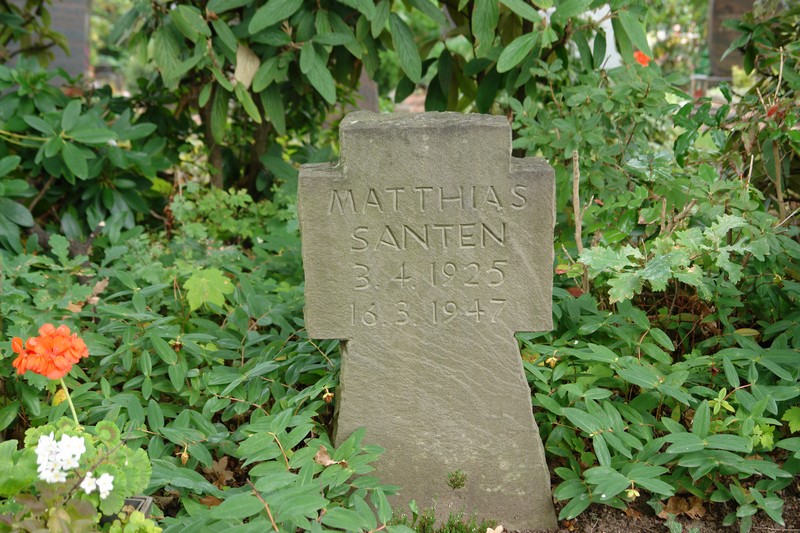 MATTHIAS
SANTEN
3. 4. 1925
16. 3. 1947